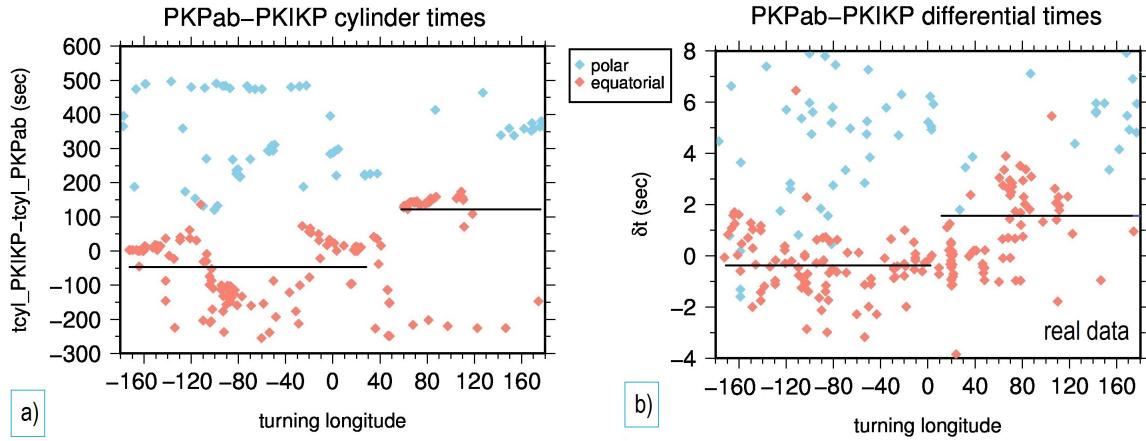 PKPab−PKIKP cylinder times
tcyl_PKIKP−tcyl_PKPab (sec)
600
500
400
300
200
100
0
−100
−200
−300
−160 −120 −80 −40 0 40 80 120 160
turning longitude
a)
polar
equatorial
PKPab−PKIKP differential times
δt (sec)
8
6
4
2
0
−2
−4
real data
−160 −120 −80 −40 0 40 80 120 160
turning longitude
b)